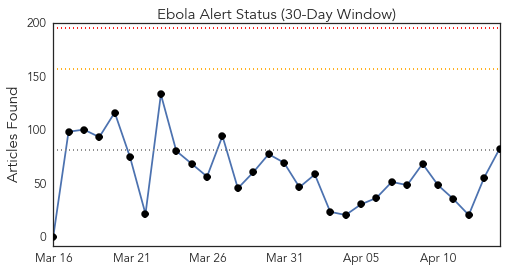 Ebola Alert Status (30-Day Window)
200
150
100
50
0
Articles Found
Mar 16 Mar 21 Mar 26 Mar 31 Apr 05 Apr 10